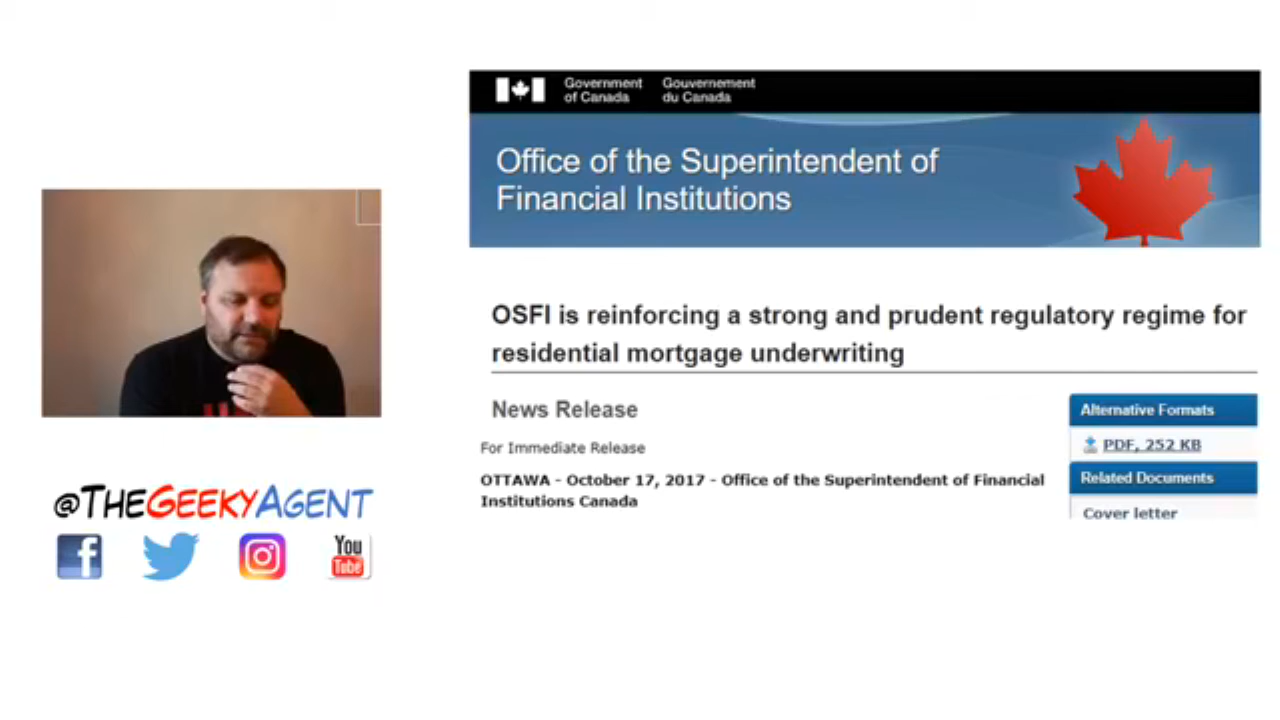 Government
of Canada
Gouvernement
du Canada
Office of the Superintendent of
Financial Institutions
OSFI is reinforcing a strong and prudent regulatory regime for
residential mortgage underwriting
News Release
Alternative Formats
PDF, 252 KB
For Immediate Release
Related Documents
OTTAWA - October 17, 2017 - Office of the Superintendent of Financial
Institutions Canada
Cover letter
@THEGEEKYAGENT
f
You
Tube